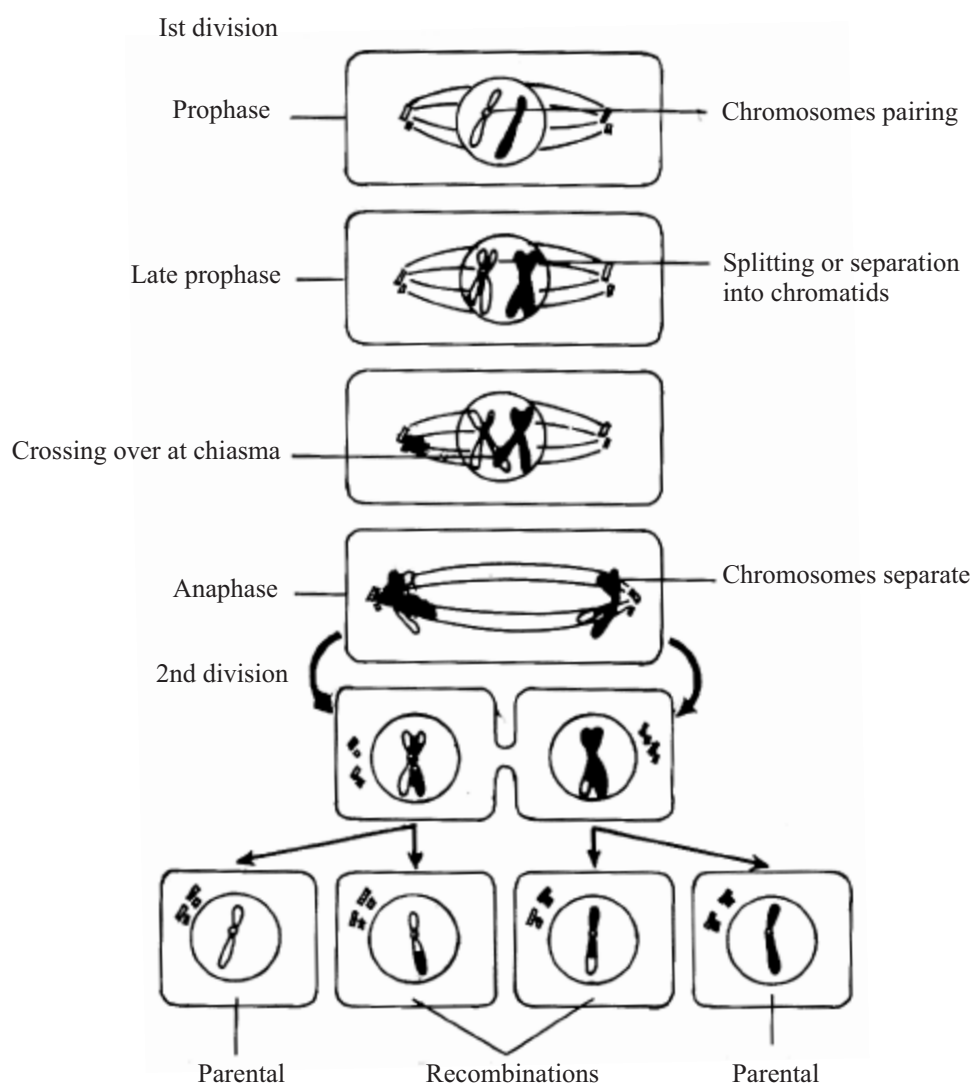 Ist division
Prophase
Chromosomes pairing
Late prophase
Splitting or separation
into chromatids
Crossing over at chiasma
Anaphase
Chromosomes separate
2nd division
Parental
Recombinations
Parental